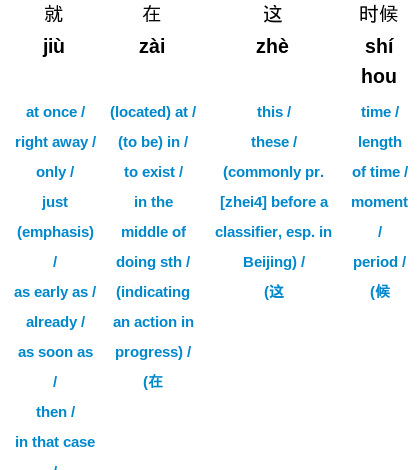 就
jiù
at once /
right away /
only /
just
(emphasis)
/
as early as /
already /
as soon as
/
then /
in that case
/
在
zài
(located) at /
(to be) in /
to exist /
in the
middle of
doing sth /
(indicating
an action in
progress) /
(在
这
zhè
this /
these /
(commonly pr.
[zhei4] before a
classifier, esp. in
Beijing) /
(这
时候
shí
hou
time /
length
of time /
moment
/
period /
(候